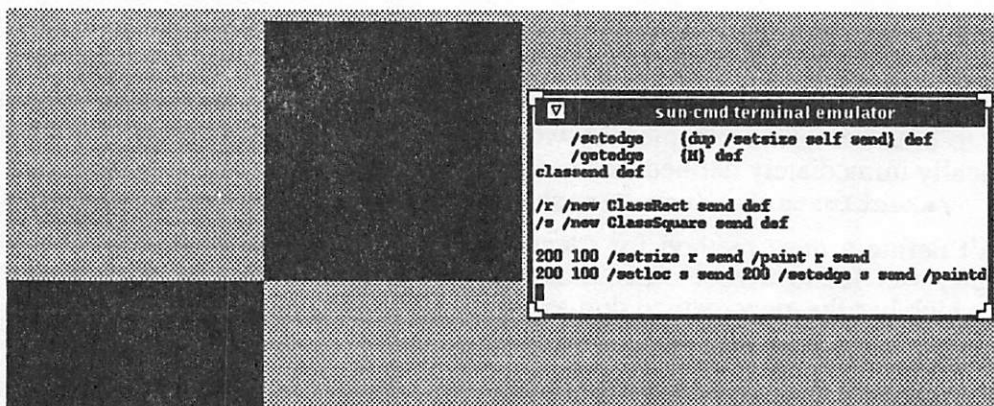 sun-cmd terminal emulator
/setedge {dup /setsize self send} def
/getedge {H} def
classend def
/r /new ClassRect send def
/s /new ClassSquare send def
200 100 /setsize r send /paint r send
200 100 /setloc s send 200 /setedge s send /paintd